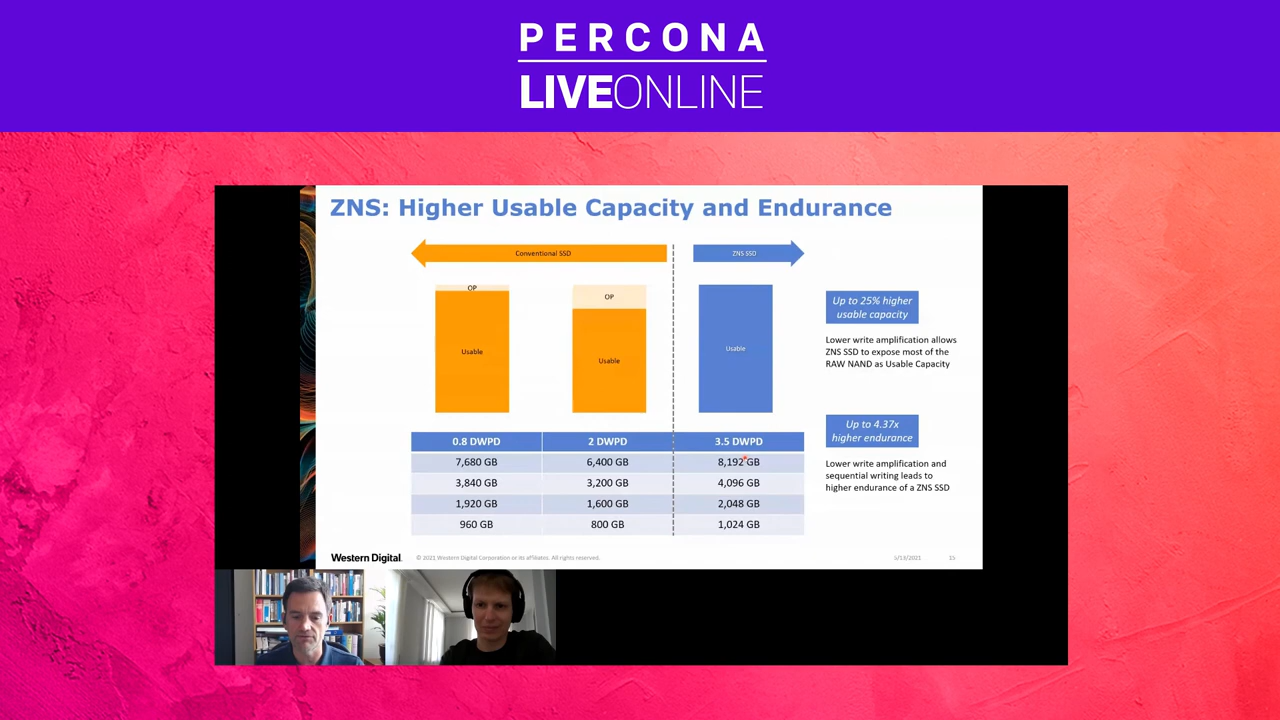 PERCONA
LIVEONLINE
ZNS: Higher Usable Capacity and Endurance
Conventional SSD
ZNS SSD
OP
OP
Usable
Usable
Usable
Up to 25% higher
usable capacity
Lower write amplification allows
ZNS SSD to expose most of the
RAW NAND as Usable Capacity
Up to 4.37x
higher endurance
Lower write amplification and
sequential writing leads to
higher endurance of a ZNS SSD
0.8 DWPD 2 DWPD 3.5 DWPD
7,680 GB 6,400 GB 8,192 GB
3,840 GB 3,200 GB 4,096 GB
1,920 GB 1,600 GB 2,048 GB
960 GB 800 GB 1,024 GB
Western Digital.
© 2021 Western Digital Corporation or its affiliates. All rights reserved.
5/13/2021
15